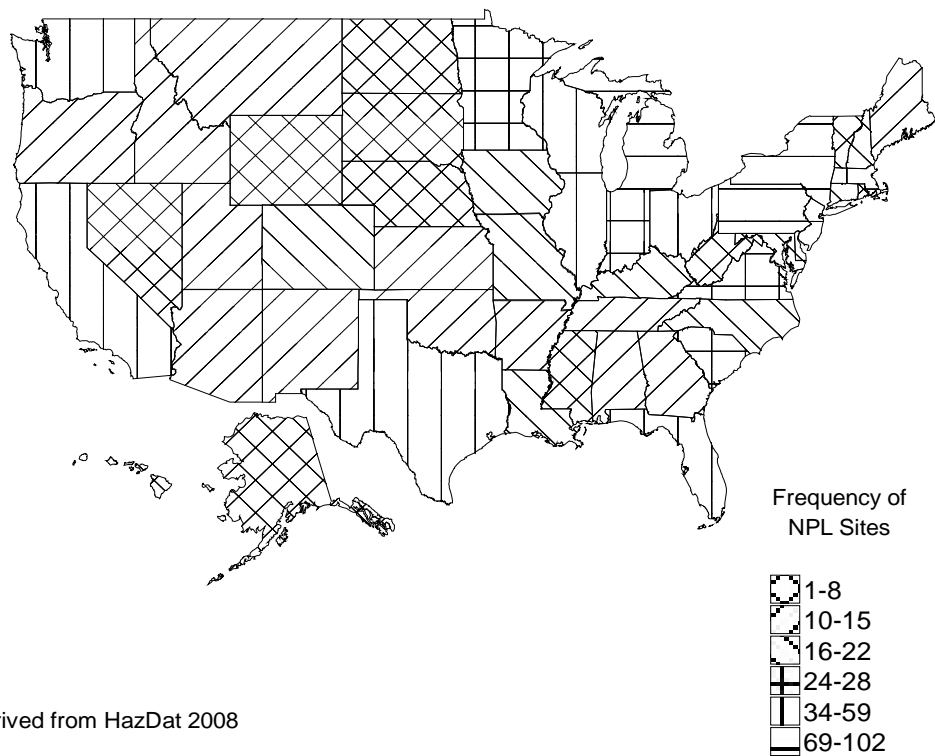 Frequency of
NPL Sites
1-8
10-15
16-22
24-28
34-59
69-102
rived from HazDat 2008